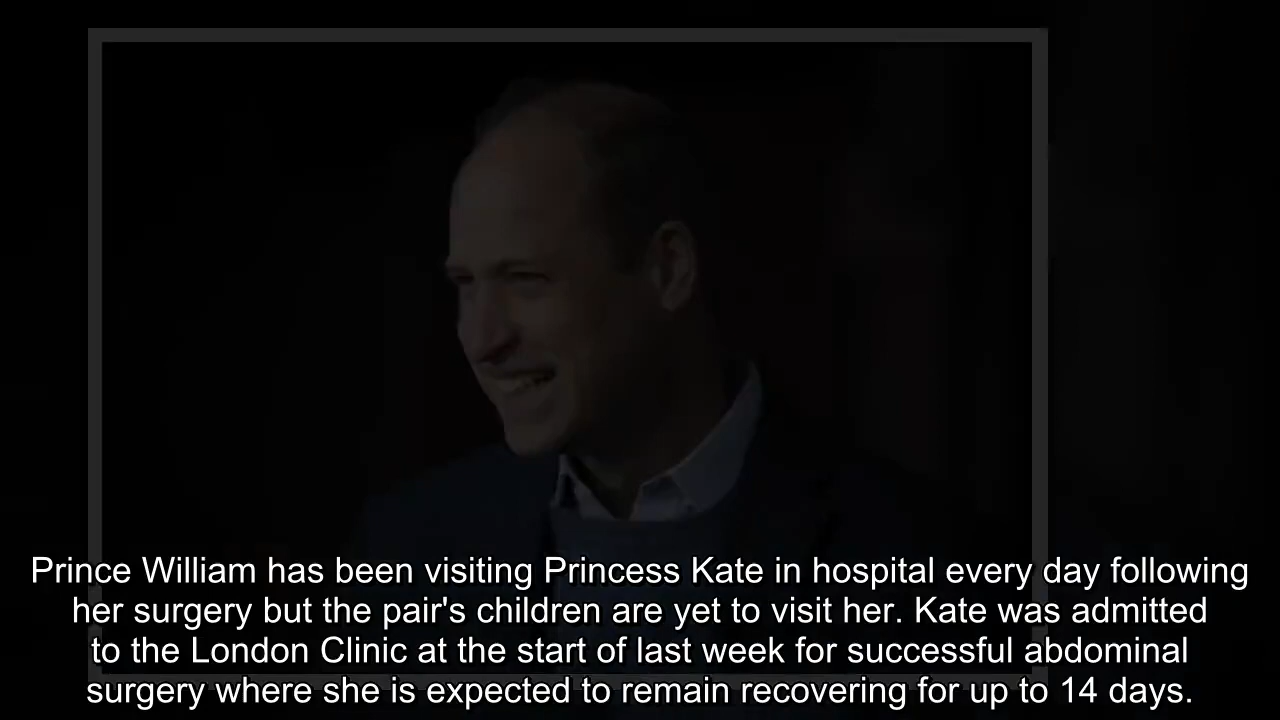 Prince William has been visiting Princess Kate in hospital every day following
her surgery but the pair's children are yet to visit her. Kate was admitted
to the London Clinic at the start of last week for successful abdominal
surgery where she is expected to remain recovering for up to 14 days.